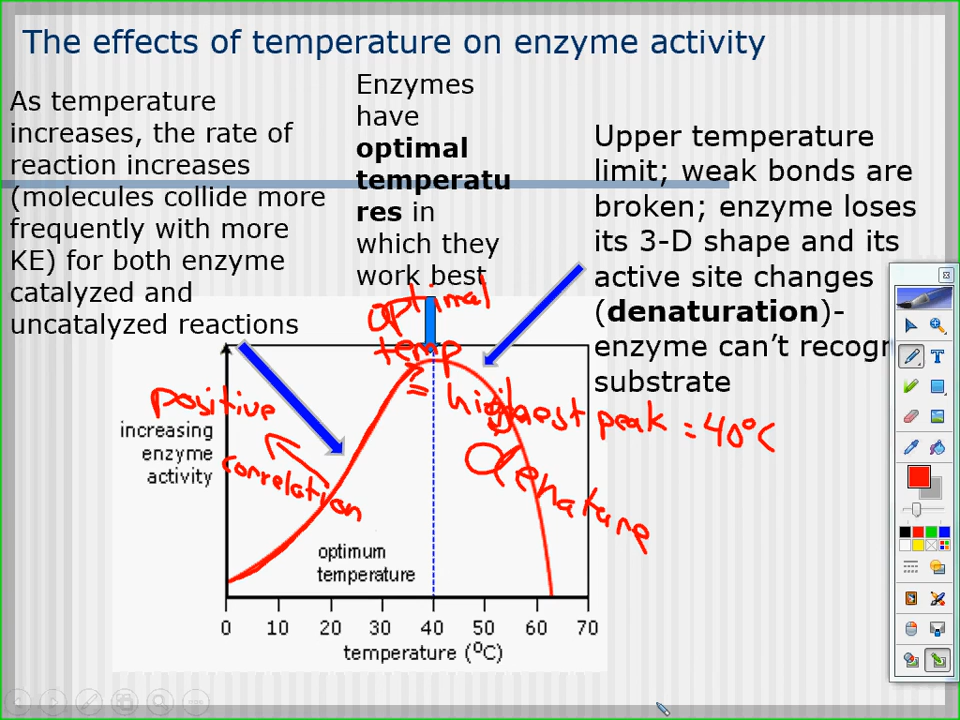 The effects of temperature on enzyme activity
As temperature
increases, the rate of
reaction increases
(molecules collide more
frequently with more
KE) for both enzyme
catalyzed and
uncatalyzed reactions
Enzymes
have
optimal
temperatu
res in
which they
work best
Upper temperature
limit; weak bonds are
broken; enzyme loses
its 3-D shape and its
active site changes
(denaturation)-
enzyme can't recogn
substrate
optimal
temp
= highest peak = 40°C
positive
correlation
denature
increasing
enzyme
activity
optimum
temperature
0 10 20 30 40 50 60 70
temperature (°C)
T